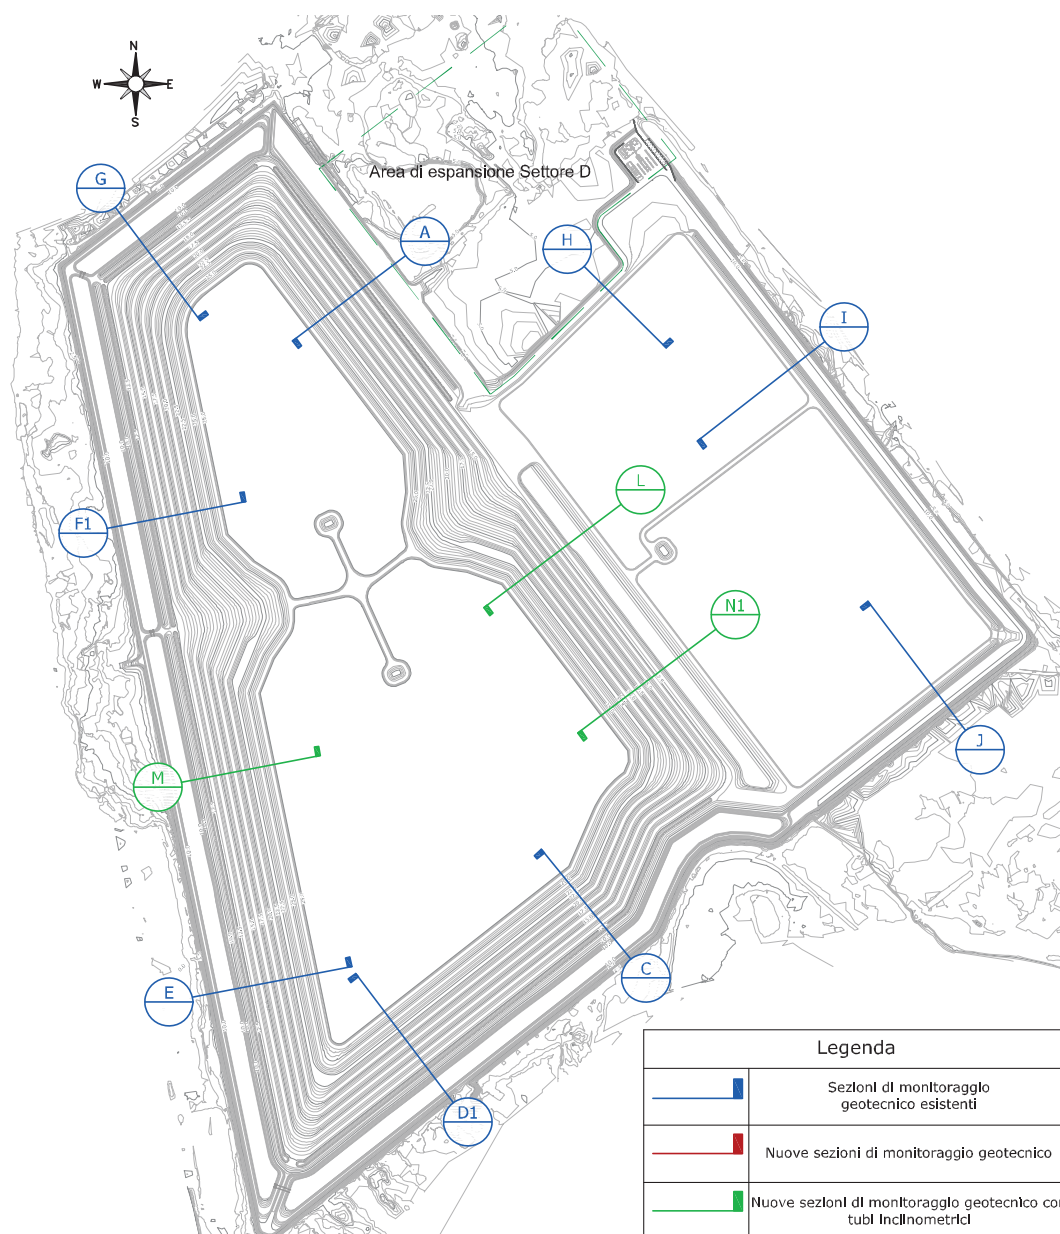 N
W
E
S
G
Area di espansione Settore D
A
H
I
L
F1
N1
J
M
C
E
D1
Legenda
Sezioni di monitoraggio
geotecnico esistenti
Nuove sezioni di monitoraggio geotecnico
Nuove sezioni di monitoraggio geotecnico con
tubi inclinometrici